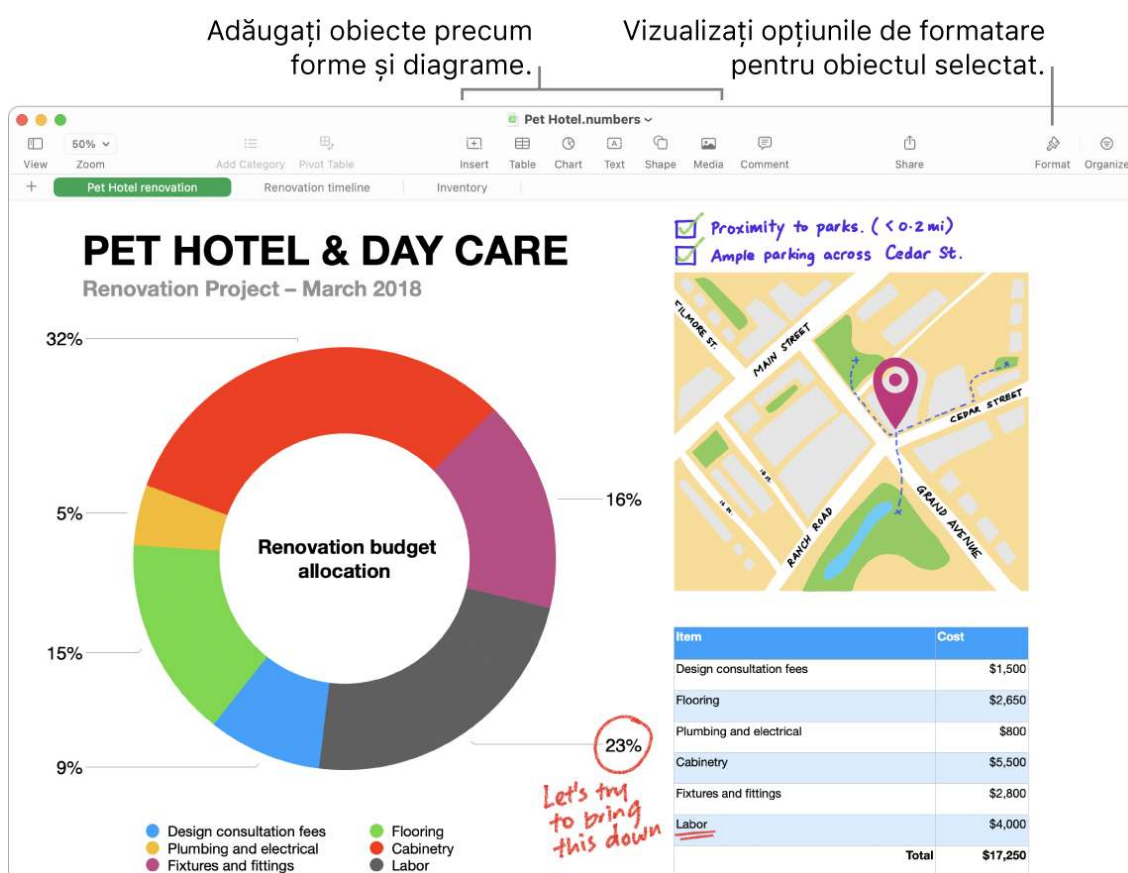 Adăugați obiecte precum
forme și diagrame.
Vizualizați opțiunile de formatare
pentru obiectul selectat.
Pet Hotel.numbers
50%
View
Zoom
Add Category
Pivot Table
Insert
Table
Chart
Text
Shape
Media
Comment
Share
Format
Organize
+
Pet Hotel renovation
Renovation timeline
Inventory
PET HOTEL & DAY CARE
Renovation Project – March 2018
32%
5%
15%
9%
16%
23%
Renovation budget
allocation
Let's try
to bring
this down
Design consultation fees
Plumbing and electrical
Fixtures and fittings
Flooring
Cabinetry
Labor
Proximity to parks. (<0.2 mi)
Ample parking across Cedar St.
FILMORE ST.
MAIN STREET
CEDAR STREET
RANCH ROAD
GRAND AVENUE
Item Cost
Design consultation fees $1,500
Flooring $2,650
Plumbing and electrical $800
Cabinetry $5,500
Fixtures and fittings $2,800
Labor $4,000
Total $17,250